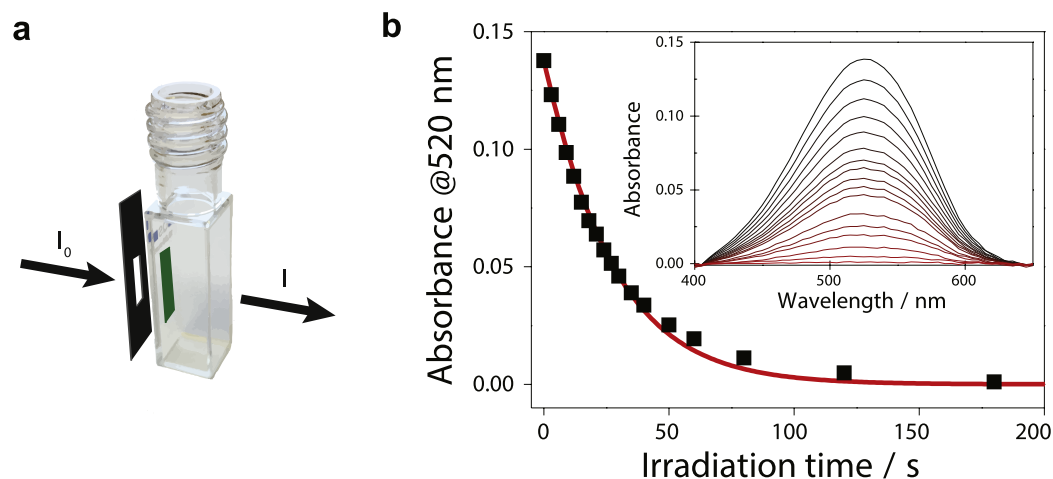 a
I0
I
b
Absorbance @520 nm
0.15
0.10
0.05
0.00
0
50
100
150
200
Irradiation time / s
Absorbance
0.15
0.10
0.05
0.00
400
500
600
Wavelength / nm